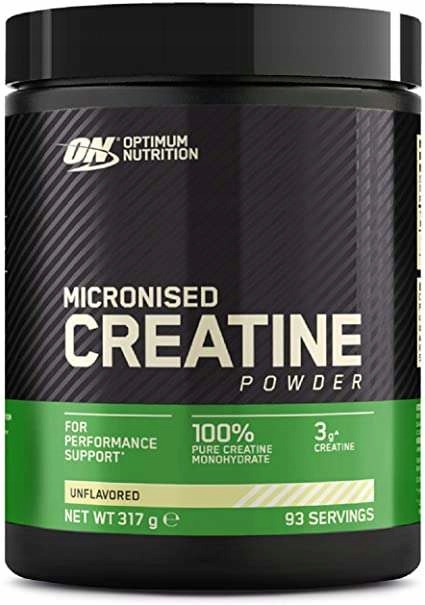 ON® OPTIMUM
NUTRITION
MICRONISED
CREATINE
POWDER
FOR
PERFORMANCE
SUPPORT*
100%
PURE CREATINE
MONOHYDRATE
3g▲
CREATINE
UNFLAVORED
NET WT 317 g ℮
93 SERVINGS